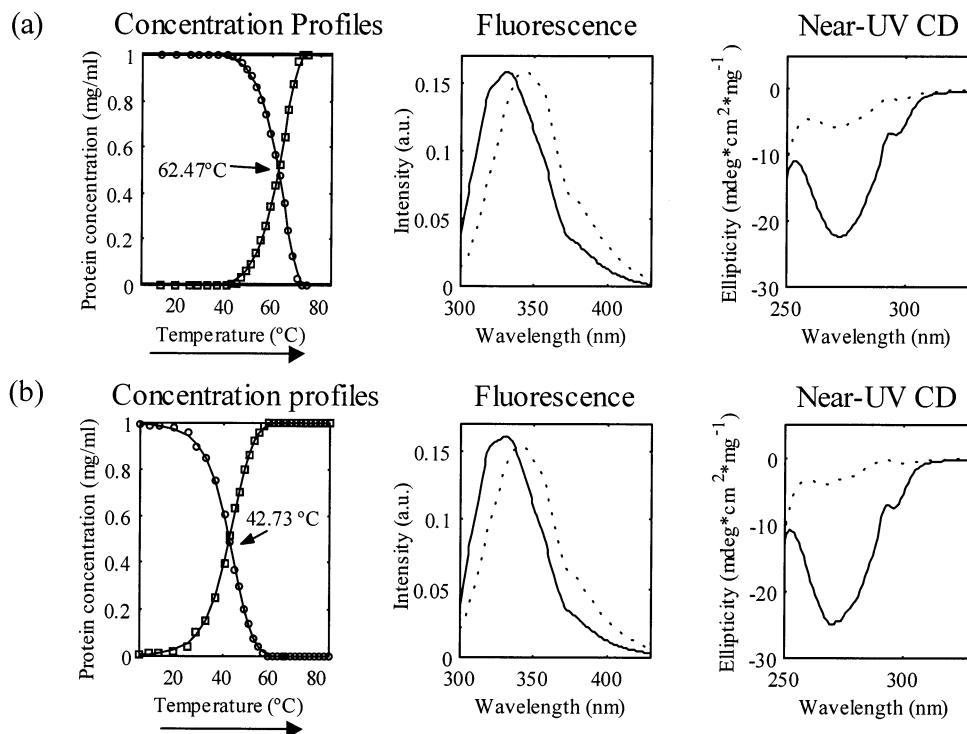 (a)
Concentration Profiles
Protein concentration (mg/ml)
1
0.8
0.6
0.4
0.2
0
62.47°C
20 40 60 80
Temperature (°C)
Fluorescence
Intensity (a.u.)
0.15
0.1
0.05
0
300 350 400
Wavelength (nm)
Near-UV CD
Ellipticity (mdeg*cm²*mg⁻¹)
0
-10
-20
-30
250 300
Wavelength (nm)
(b)
Concentration profiles
Protein concentration (mg/ml)
1
0.8
0.6
0.4
0.2
0
42.73 °C
20 40 60 80
Temperature (°C)
Fluorescence
Intensity (a.u.)
0.15
0.1
0.05
0
300 350 400
Wavelength (nm)
Near-UV CD
Ellipticity (mdeg*cm²*mg⁻¹)
0
-10
-20
-30
250 300
Wavelength (nm)